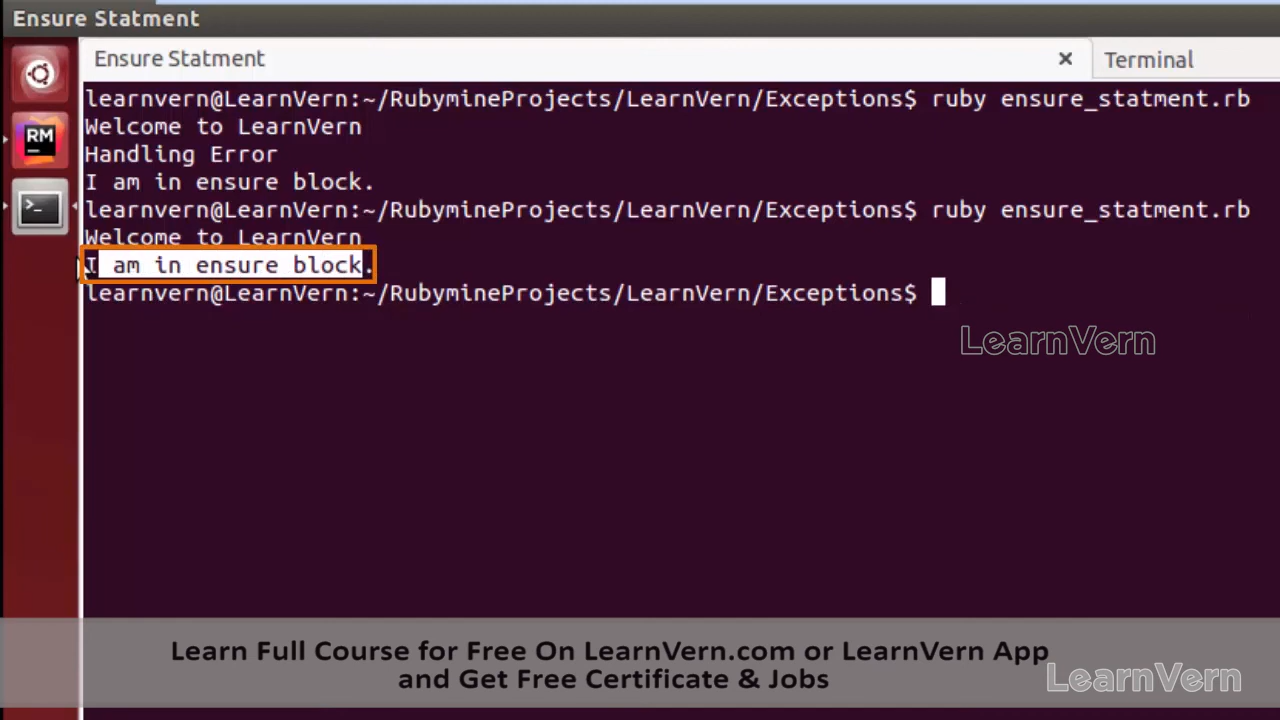 Ensure Statment
Ensure Statment × Terminal
learnvern@LearnVern:~/RubymineProjects/LearnVern/Exceptions$ ruby ensure_statment.rb
Welcome to LearnVern
Handling Error
I am in ensure block.
learnvern@LearnVern:~/RubymineProjects/LearnVern/Exceptions$ ruby ensure_statment.rb
Welcome to LearnVern
I am in ensure block.
learnvern@LearnVern:~/RubymineProjects/LearnVern/Exceptions$
RM
>_
LearnVern
Learn Full Course for Free On LearnVern.com or LearnVern App
and Get Free Certificate & Jobs
LearnVern